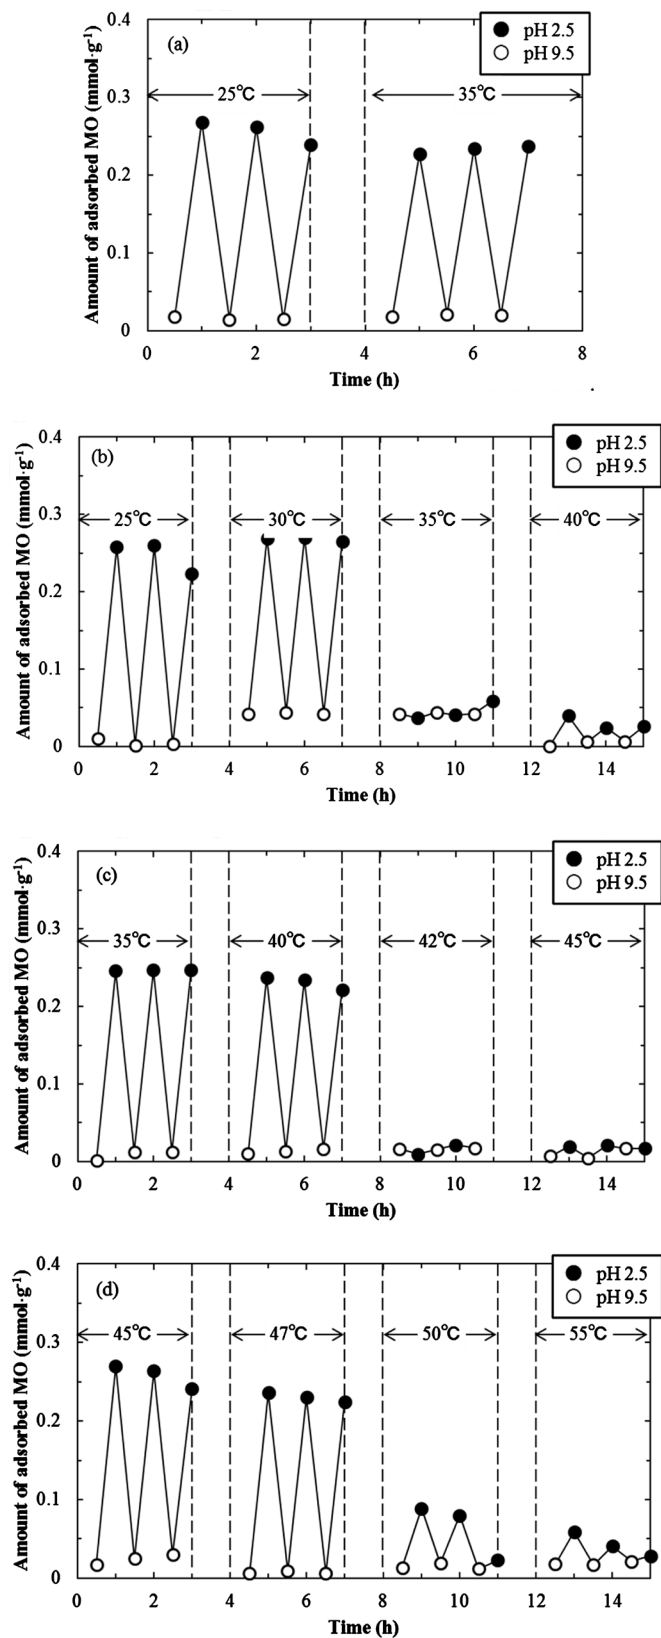 (a)
● pH 2.5
○ pH 9.5
25℃ 35℃
Amount of adsorbed MO (mmol·g⁻¹)
0.4
0.3
0.2
0.1
0
0 2 4 6 8
Time (h)
(b)
● pH 2.5
○ pH 9.5
25℃ 30℃ 35℃ 40℃
Amount of adsorbed MO (mmol·g⁻¹)
0.4
0.3
0.2
0.1
0
0 2 4 6 8 10 12 14
Time (h)
(c)
● pH 2.5
○ pH 9.5
35℃ 40℃ 42℃ 45℃
Amount of adsorbed MO (mmol·g⁻¹)
0.4
0.3
0.2
0.1
0
0 2 4 6 8 10 12 14
Time (h)
(d)
● pH 2.5
○ pH 9.5
45℃ 47℃ 50℃ 55℃
Amount of adsorbed MO (mmol·g⁻¹)
0.4
0.3
0.2
0.1
0
0 2 4 6 8 10 12 14
Time (h)